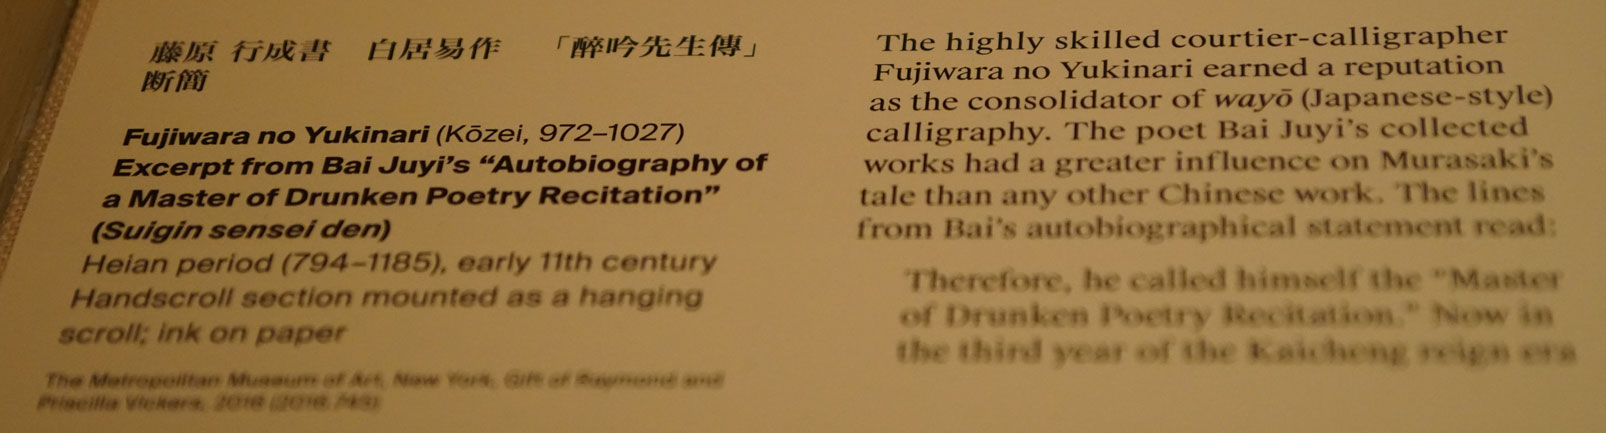 藤原 行成書　白居易作　「醉吟先生傳」
断簡
Fujiwara no Yukinari (Kōzei, 972–1027)
Excerpt from Bai Juyi's “Autobiography of
a Master of Drunken Poetry Recitation”
(Suigin sensei den)
Heian period (794–1185), early 11th century
Handscroll section mounted as a hanging
scroll; ink on paper
The Metropolitan Museum of Art, New York, Gift of Raymond and
Priscilla Vickers, 2016
The highly skilled courtier-calligrapher
Fujiwara no Yukinari earned a reputation
as the consolidator of wayō (Japanese-style)
calligraphy. The poet Bai Juyi's collected
works had a greater influence on Murasaki's
tale than any other Chinese work. The lines
from Bai's autobiographical statement read:
Therefore, he called himself the “Master
of Drunken Poetry Recitation.” Now in
the third year of the Kaicheng reign era